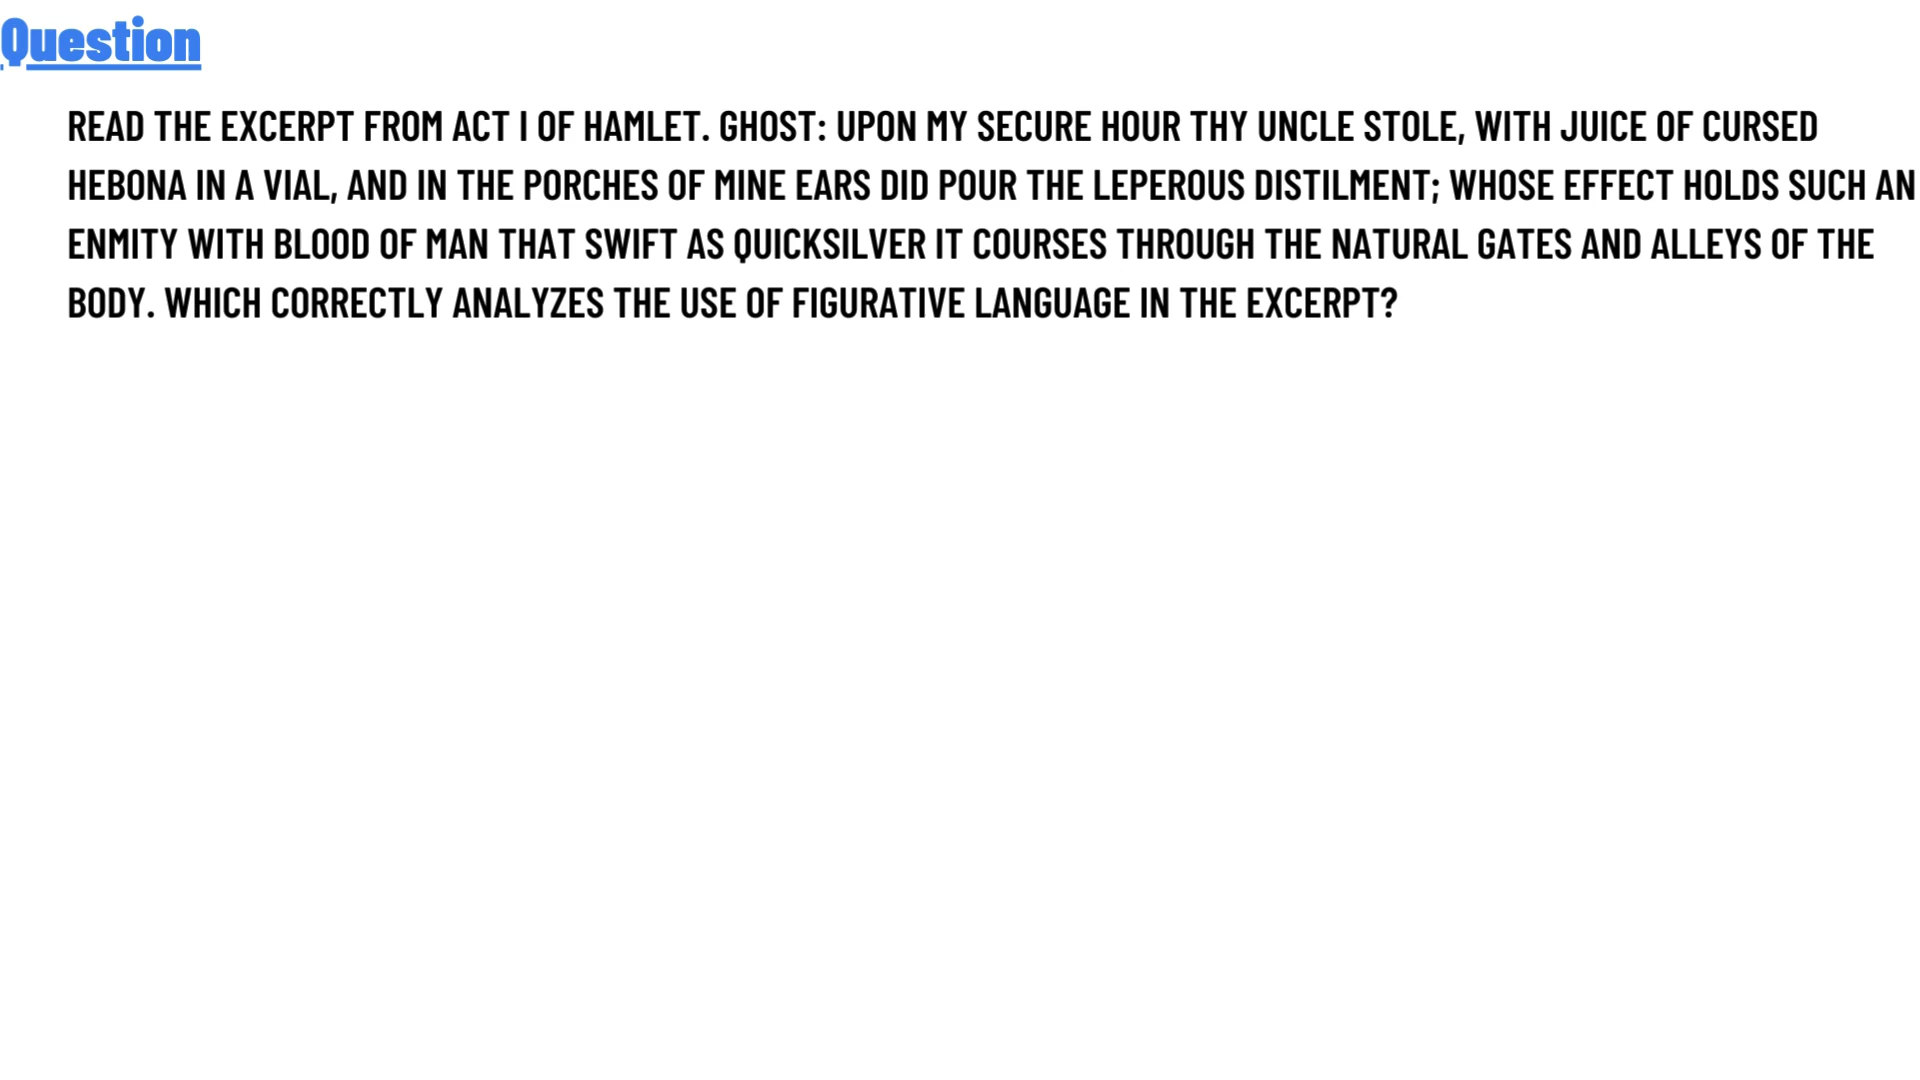 Question
READ THE EXCERPT FROM ACT I OF HAMLET. GHOST: UPON MY SECURE HOUR THY UNCLE STOLE, WITH JUICE OF CURSED
HEBONA IN A VIAL, AND IN THE PORCHES OF MINE EARS DID POUR THE LEPEROUS DISTILMENT; WHOSE EFFECT HOLDS SUCH AN
ENMITY WITH BLOOD OF MAN THAT SWIFT AS QUICKSILVER IT COURSES THROUGH THE NATURAL GATES AND ALLEYS OF THE
BODY. WHICH CORRECTLY ANALYZES THE USE OF FIGURATIVE LANGUAGE IN THE EXCERPT?